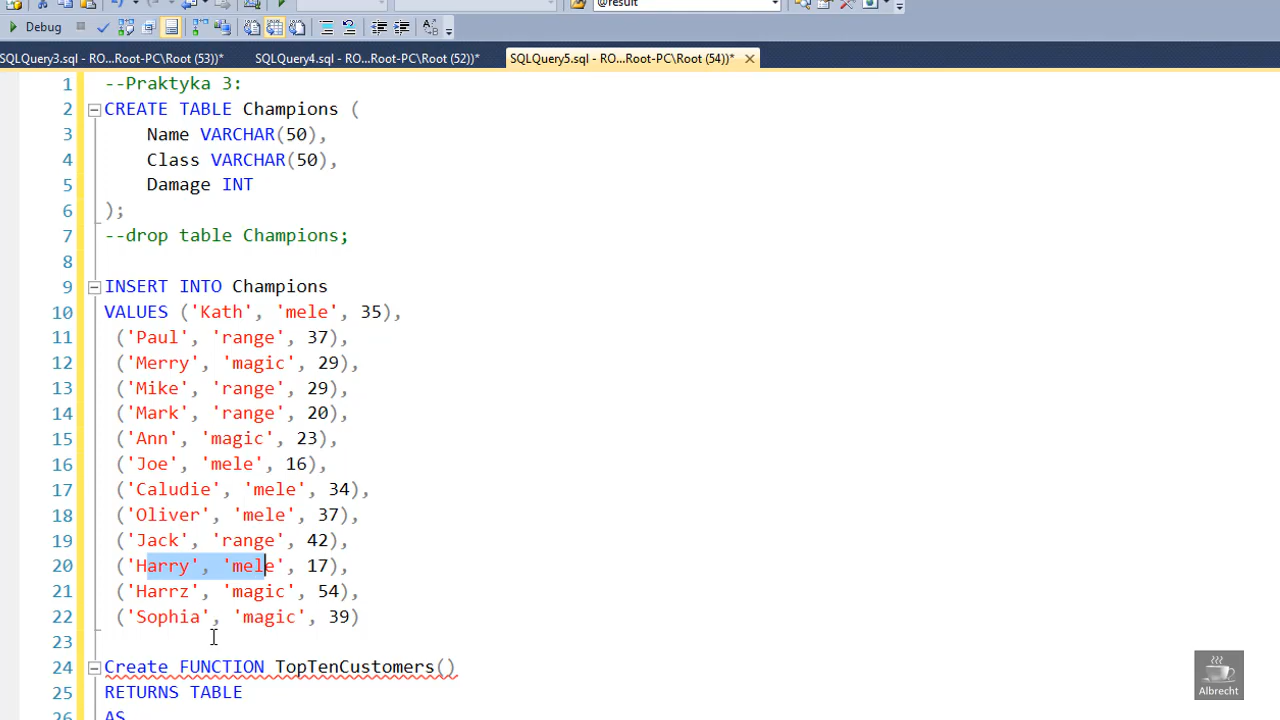 @result
Debug
SQLQuery3.sql - RO...Root-PC\Root (53))*
SQLQuery4.sql - RO...Root-PC\Root (52))*
SQLQuery5.sql - RO...Root-PC\Root (54))*
1 --Praktyka 3:
2 CREATE TABLE Champions (
3 Name VARCHAR(50),
4 Class VARCHAR(50),
5 Damage INT
6 );
7 --drop table Champions;
8
9 INSERT INTO Champions
10 VALUES ('Kath', 'mele', 35),
11 ('Paul', 'range', 37),
12 ('Merry', 'magic', 29),
13 ('Mike', 'range', 29),
14 ('Mark', 'range', 20),
15 ('Ann', 'magic', 23),
16 ('Joe', 'mele', 16),
17 ('Caludie', 'mele', 34),
18 ('Oliver', 'mele', 37),
19 ('Jack', 'range', 42),
20 ('Harry', 'mele', 17),
21 ('Harrz', 'magic', 54),
22 ('Sophia', 'magic', 39)
23
24 Create FUNCTION TopTenCustomers()
25 RETURNS TABLE
26 AS
Albrecht